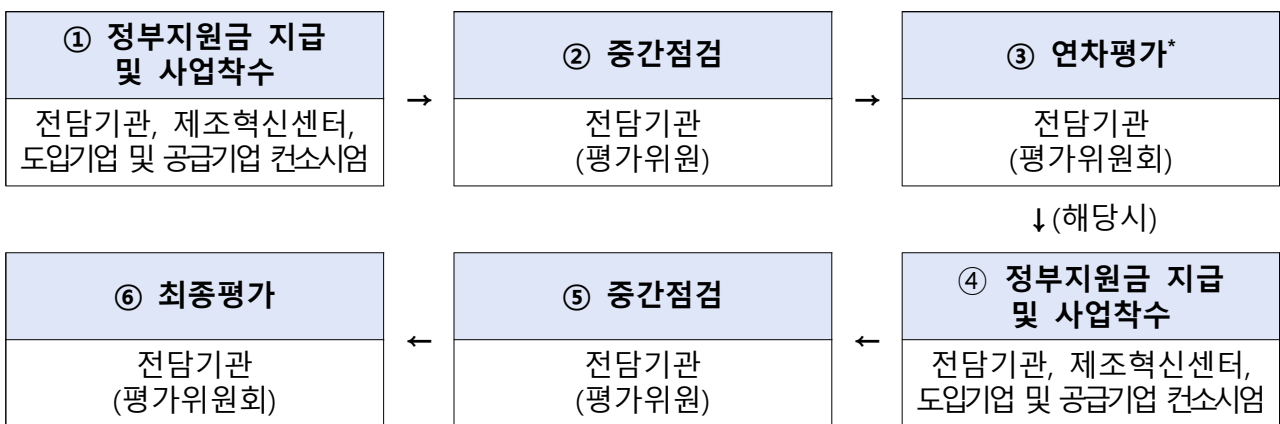 ① 정부지원금 지급
및 사업착수
전담기관, 제조혁신센터,
도입기업 및 공급기업 컨소시엄
→
② 중간점검
전담기관
(평가위원)
→
③ 연차평가*
전담기관
(평가위원회)
↓(해당시)
④ 정부지원금 지급
및 사업착수
전담기관, 제조혁신센터,
도입기업 및 공급기업 컨소시엄
←
⑤ 중간점검
전담기관
(평가위원)
←
⑥ 최종평가
전담기관
(평가위원회)